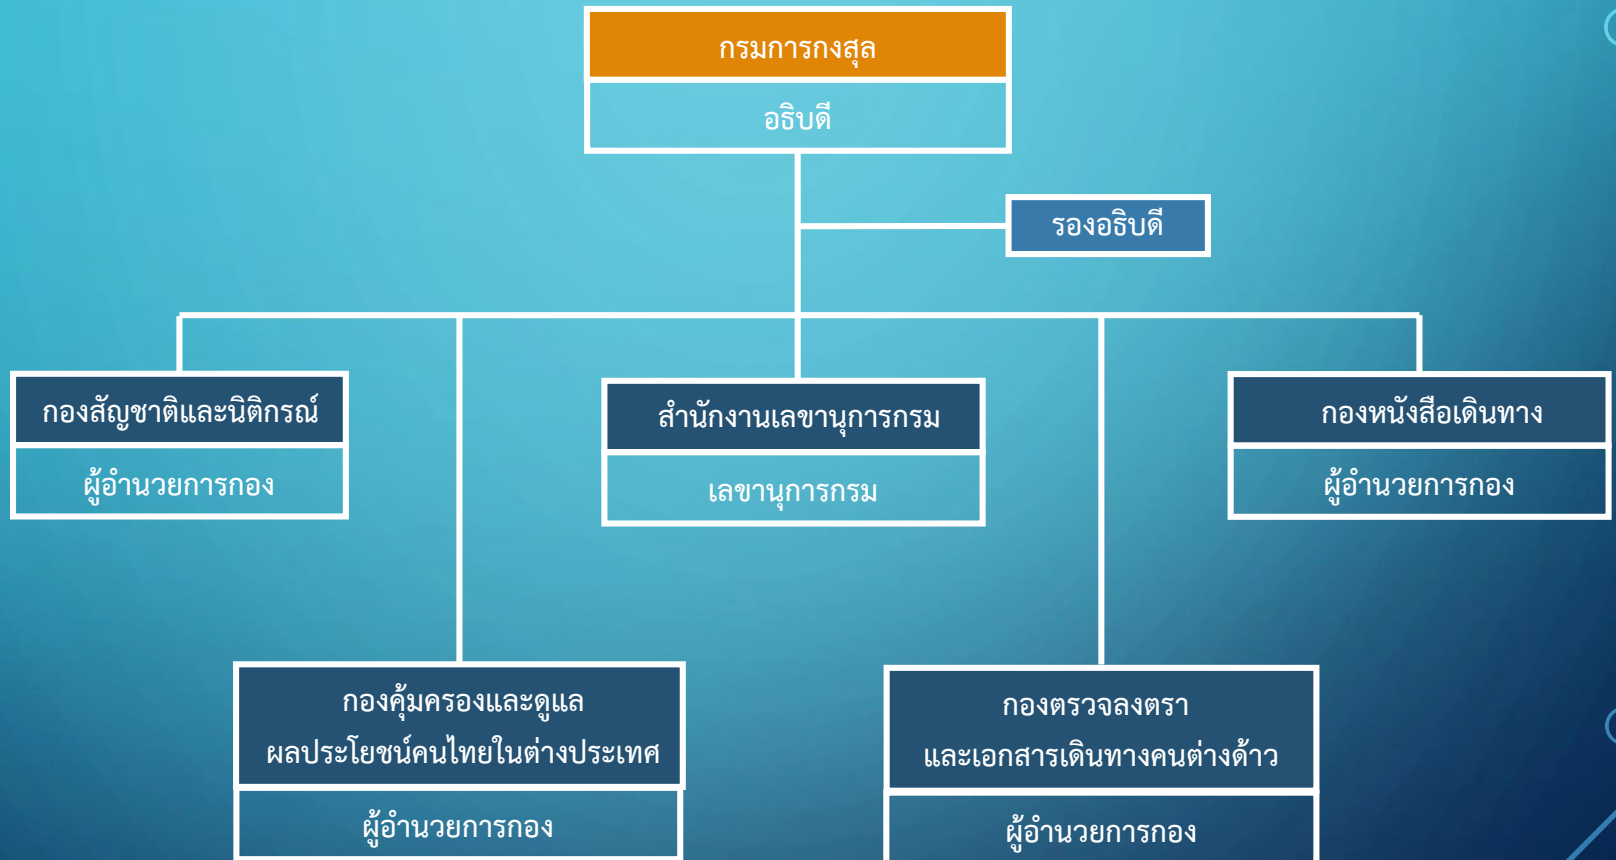 กรมการกงสุล
อธิบดี
รองอธิบดี
กองสัญชาติและนิติกรณ์
ผู้อำนวยการกอง
สำนักงานเลขานุการกรม
เลขานุการกรม
กองหนังสือเดินทาง
ผู้อำนวยการกอง
กองคุ้มครองและดูแล
ผลประโยชน์คนไทยในต่างประเทศ
ผู้อำนวยการกอง
กองตรวจลงตรา
และเอกสารเดินทางคนต่างด้าว
ผู้อำนวยการกอง